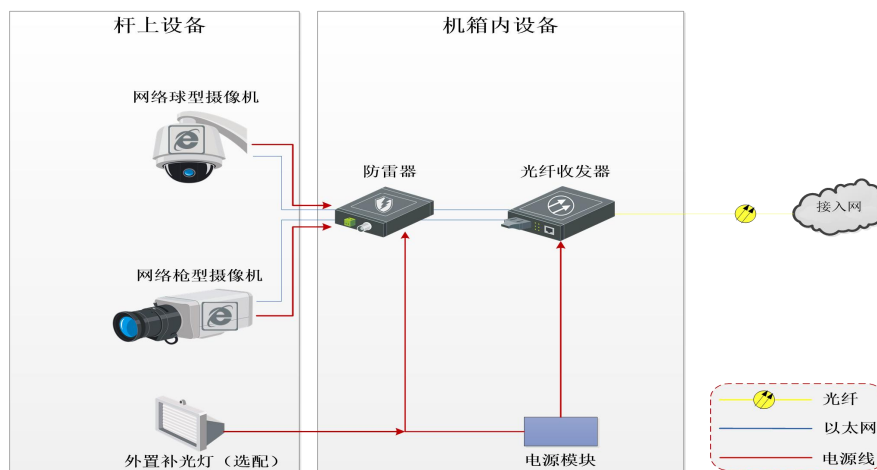 杆上设备
机箱内设备
网络球型摄像机
防雷器
光纤收发器
接入网
网络枪型摄像机
外置补光灯（选配）
电源模块
光纤
以太网
电源线